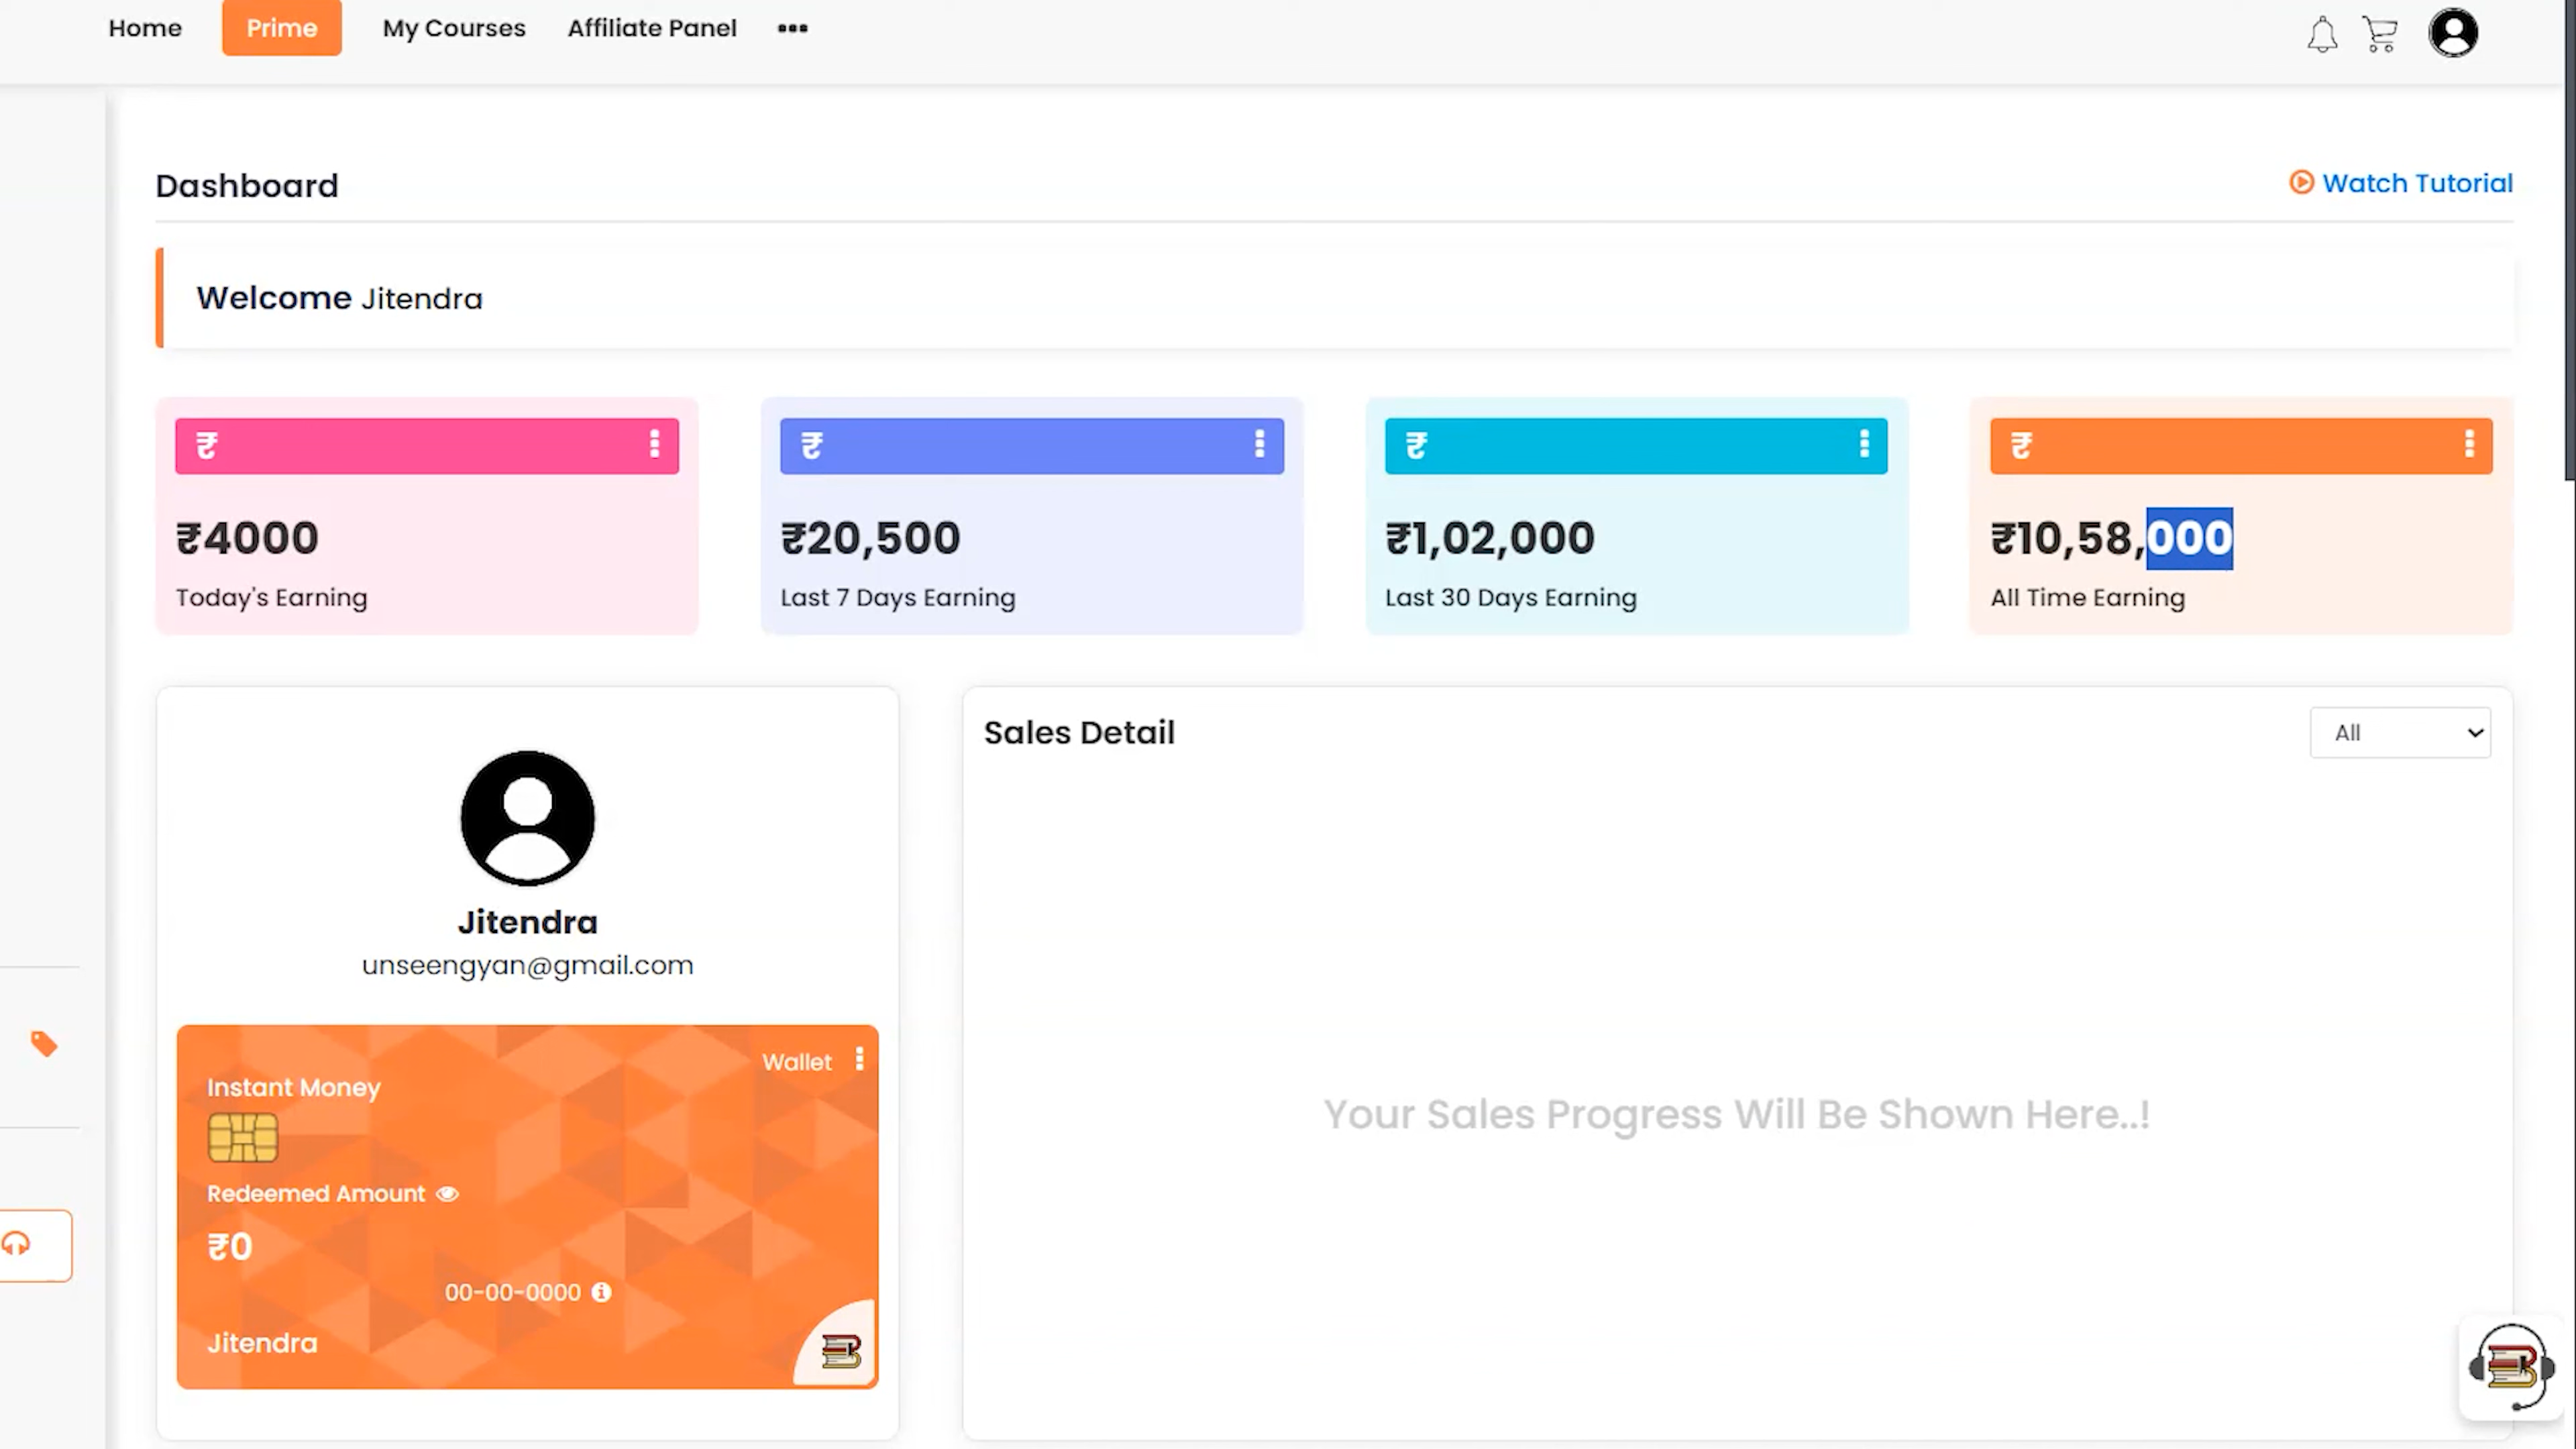 Home
Prime
My Courses
Affiliate Panel
Dashboard
Watch Tutorial
Welcome Jitendra
₹
₹
₹
₹
₹4000
₹20,500
₹1,02,000
₹10,58,000
Today's Earning
Last 7 Days Earning
Last 30 Days Earning
All Time Earning
Jitendra
unseengyan@gmail.com
Wallet
Instant Money
Redeemed Amount
₹0
00-00-0000
Jitendra
Sales Detail
All
Your Sales Progress Will Be Shown Here..!